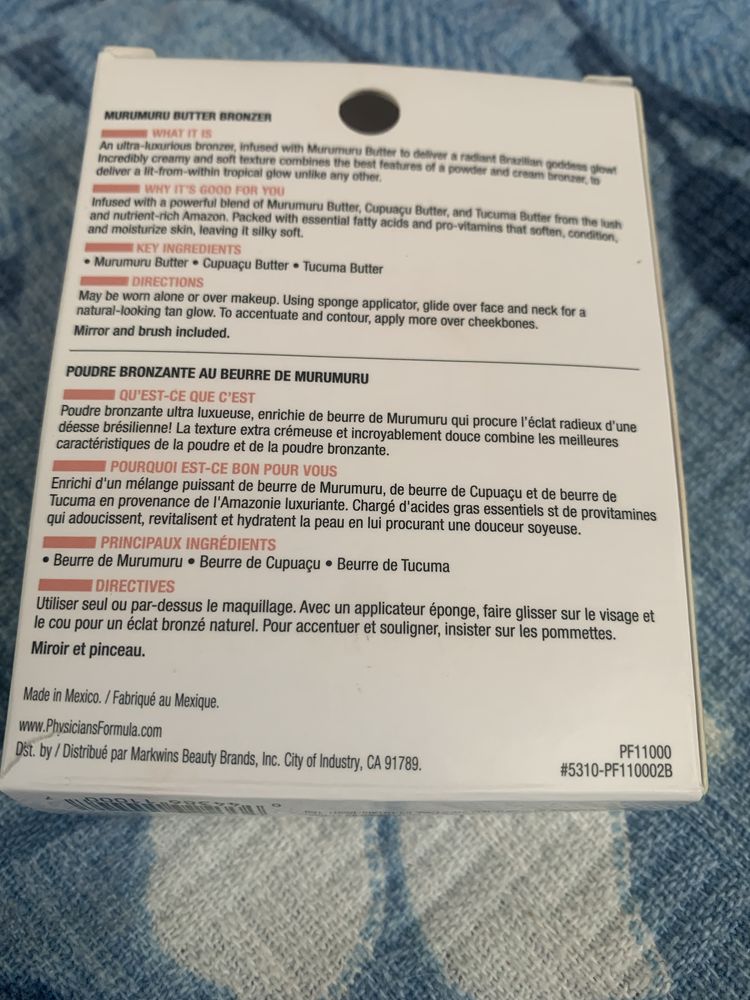 MURUMURU BUTTER BRONZER
WHAT IT IS
An ultra-luxurious bronzer, infused with Murumuru Butter to deliver a radiant Brazilian goddess glow!
Incredibly creamy and soft texture combines the best features of a powder and cream bronzer, to
deliver a lit-from-within tropical glow unlike any other.
WHY IT'S GOOD FOR YOU
Infused with a powerful blend of Murumuru Butter, Cupuaçu Butter, and Tucuma Butter from the lush
and nutrient-rich Amazon. Packed with essential fatty acids and pro-vitamins that soften, condition,
and moisturize skin, leaving it silky soft.
KEY INGREDIENTS
• Murumuru Butter • Cupuaçu Butter • Tucuma Butter
DIRECTIONS
May be worn alone or over makeup. Using sponge applicator, glide over face and neck for a
natural-looking tan glow. To accentuate and contour, apply more over cheekbones.
Mirror and brush included.
POUDRE BRONZANTE AU BEURRE DE MURUMURU
QU'EST-CE QUE C'EST
Poudre bronzante ultra luxueuse, enrichie de beurre de Murumuru qui procure l'éclat radieux d'une
déesse brésilienne! La texture extra crémeuse et incroyablement douce combine les meilleures
caractéristiques de la poudre et de la poudre bronzante.
POURQUOI EST-CE BON POUR VOUS
Enrichi d'un mélange puissant de beurre de Murumuru, de beurre de Cupuaçu et de beurre de
Tucuma en provenance de l'Amazonie luxuriante. Chargé d'acides gras essentiels st de provitamines
qui adoucissent, revitalisent et hydratent la peau en lui procurant une douceur soyeuse.
PRINCIPAUX INGRÉDIENTS
• Beurre de Murumuru • Beurre de Cupuaçu • Beurre de Tucuma
DIRECTIVES
Utiliser seul ou par-dessus le maquillage. Avec un applicateur éponge, faire glisser sur le visage et
le cou pour un éclat bronzé naturel. Pour accentuer et souligner, insister sur les pommettes.
Miroir et pinceau.
Made in Mexico. / Fabriqué au Mexique.
www.PhysiciansFormula.com
Dist. by / Distribué par Markwins Beauty Brands, Inc. City of Industry, CA 91789.
PF11000
#5310-PF110002B